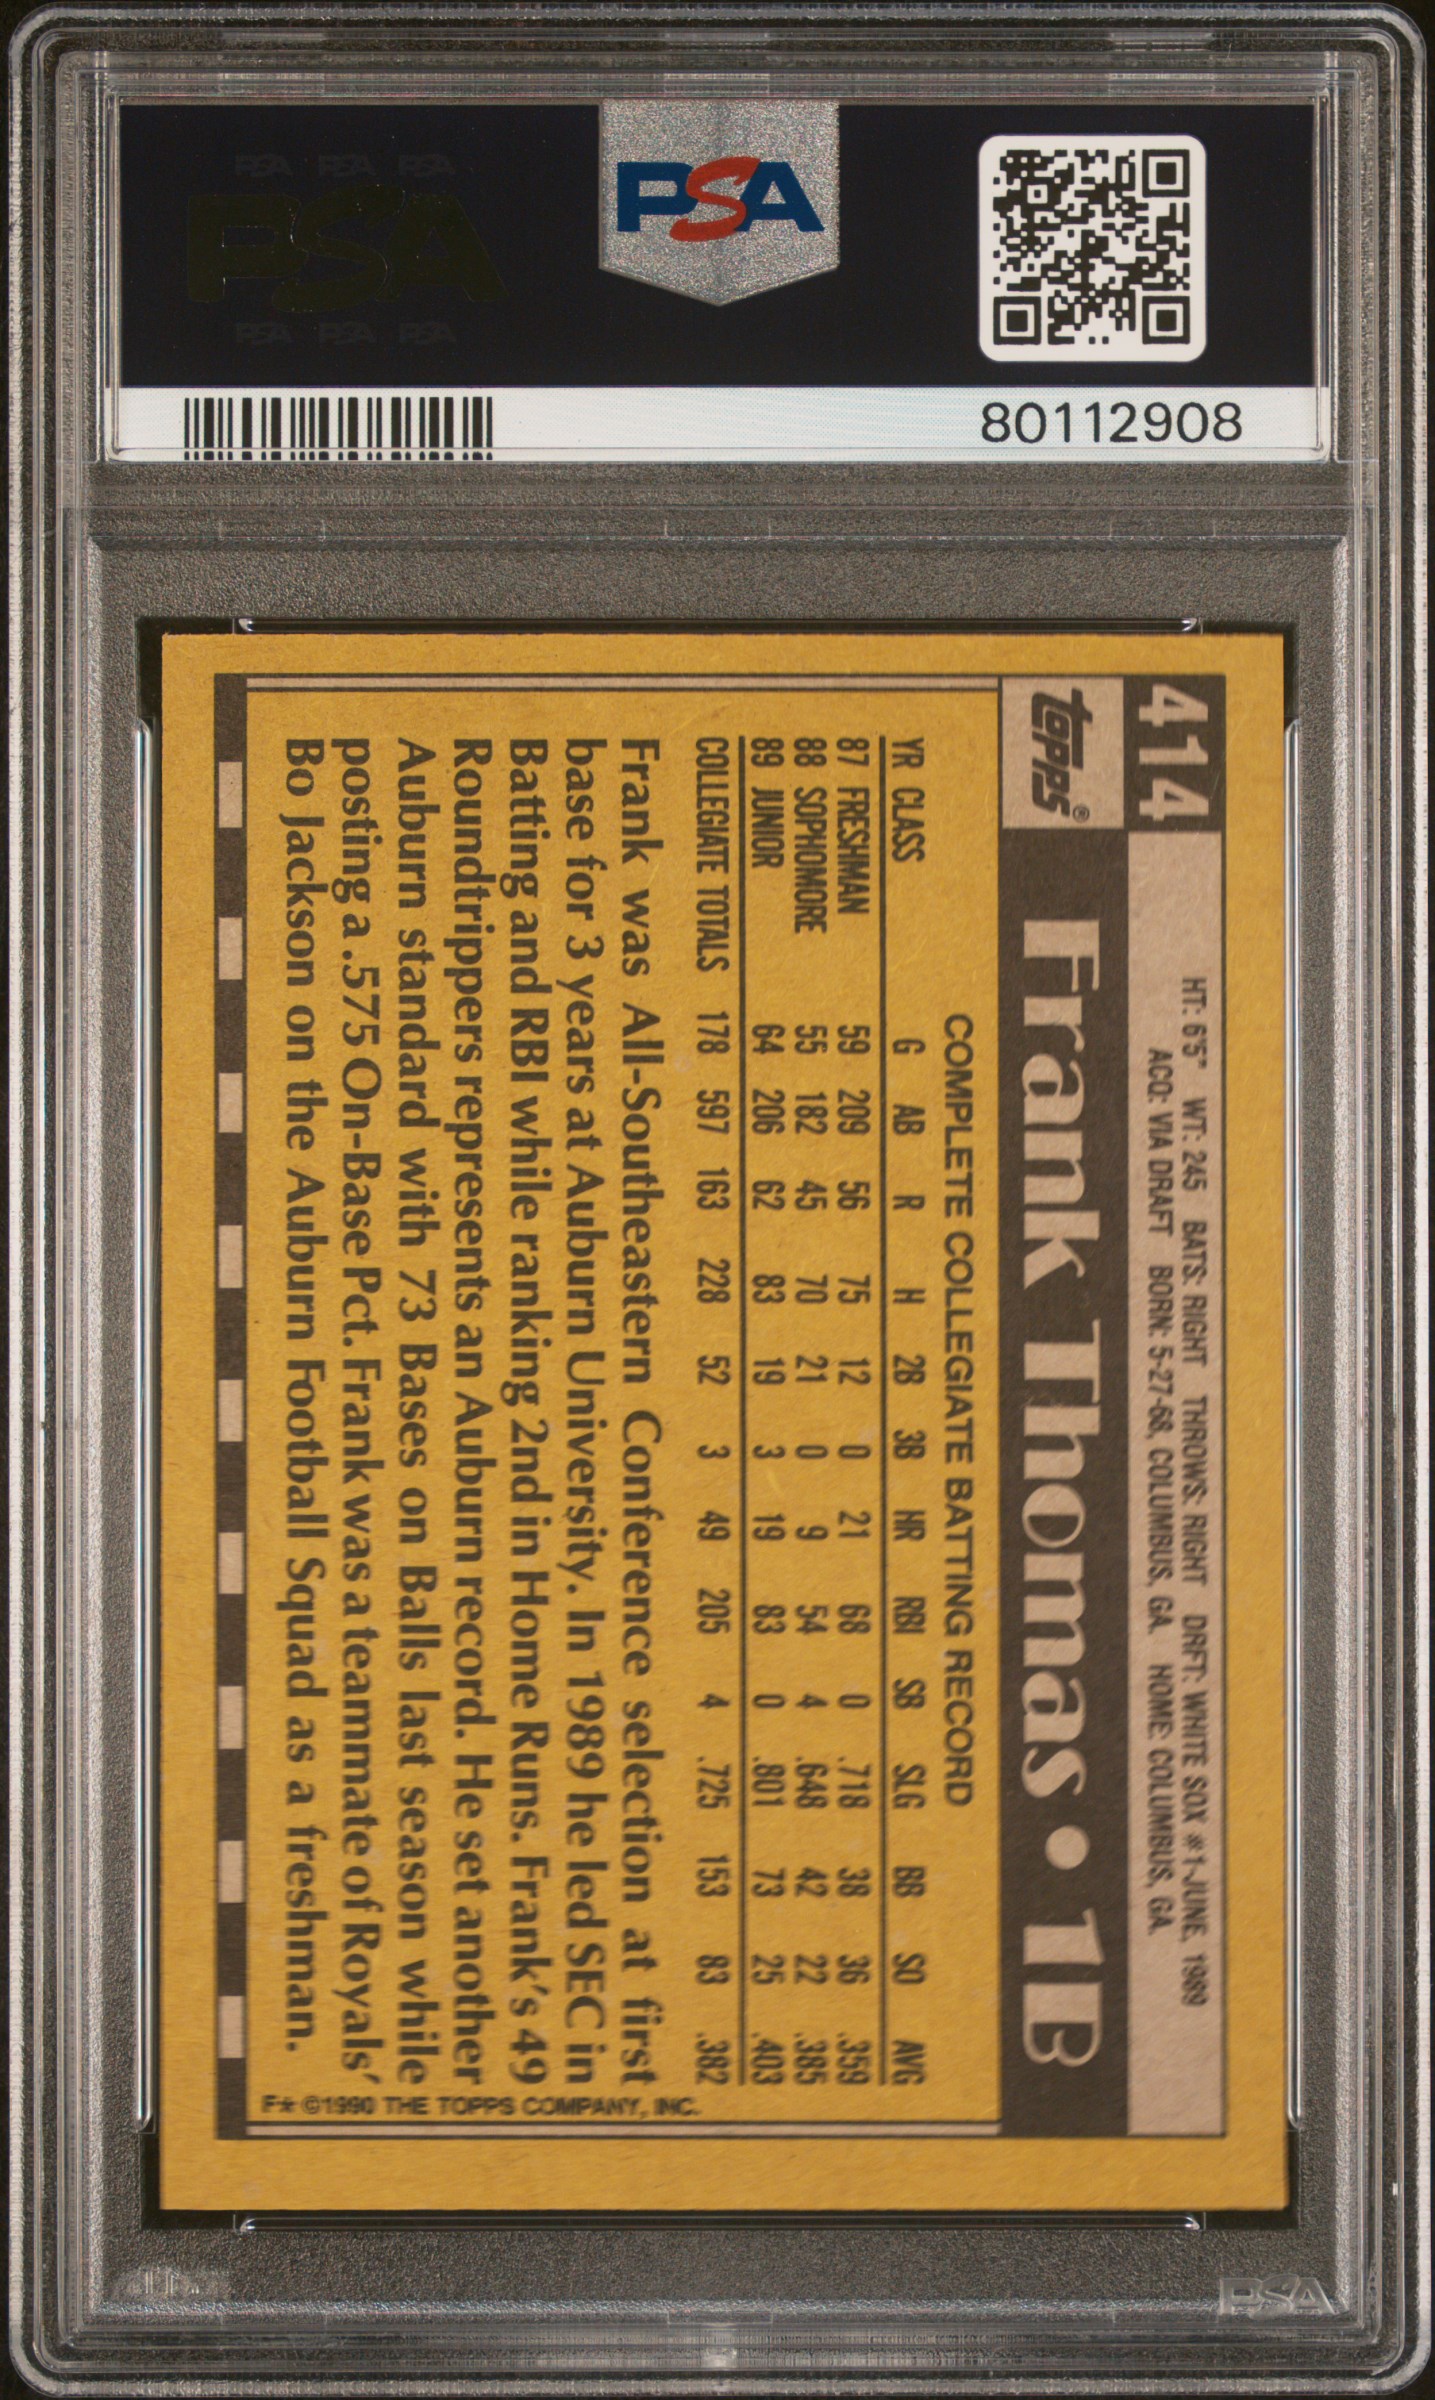 PSA PSA PSA
PSA
PSA PSA PSA
PSA
80112908
414
HT: 6'5" WT: 245 BATS: RIGHT THROWS: RIGHT DRFT: WHITE SOX #1-JUNE, 1989
ACQ: VIA DRAFT BORN: 5-27-68, COLUMBUS, GA. HOME: COLUMBUS, GA.
topps® Frank Thomas • 1B
COMPLETE COLLEGIATE BATTING RECORD
YR CLASS G AB R H 2B 3B HR RBI SB SLG BB SO AVG
87 FRESHMAN 59 209 56 75 12 0 21 68 0 .718 38 36 .359
88 SOPHOMORE 55 182 45 70 21 0 9 54 4 .648 42 22 .385
89 JUNIOR 64 206 62 83 19 3 19 83 0 .801 73 25 .403
COLLEGIATE TOTALS 178 597 163 228 52 3 49 205 4 .725 153 83 .382
Frank was All-Southeastern Conference selection at first
base for 3 years at Auburn University. In 1989 he led SEC in
Batting and RBI while ranking 2nd in Home Runs. Frank's 49
Roundtrippers represents an Auburn record. He set another
Auburn standard with 73 Bases on Balls last season while
posting a .575 On-Base Pct. Frank was a teammate of Royals'
Bo Jackson on the Auburn Football Squad as a freshman.
F★ ©1990 THE TOPPS COMPANY, INC.
PSA